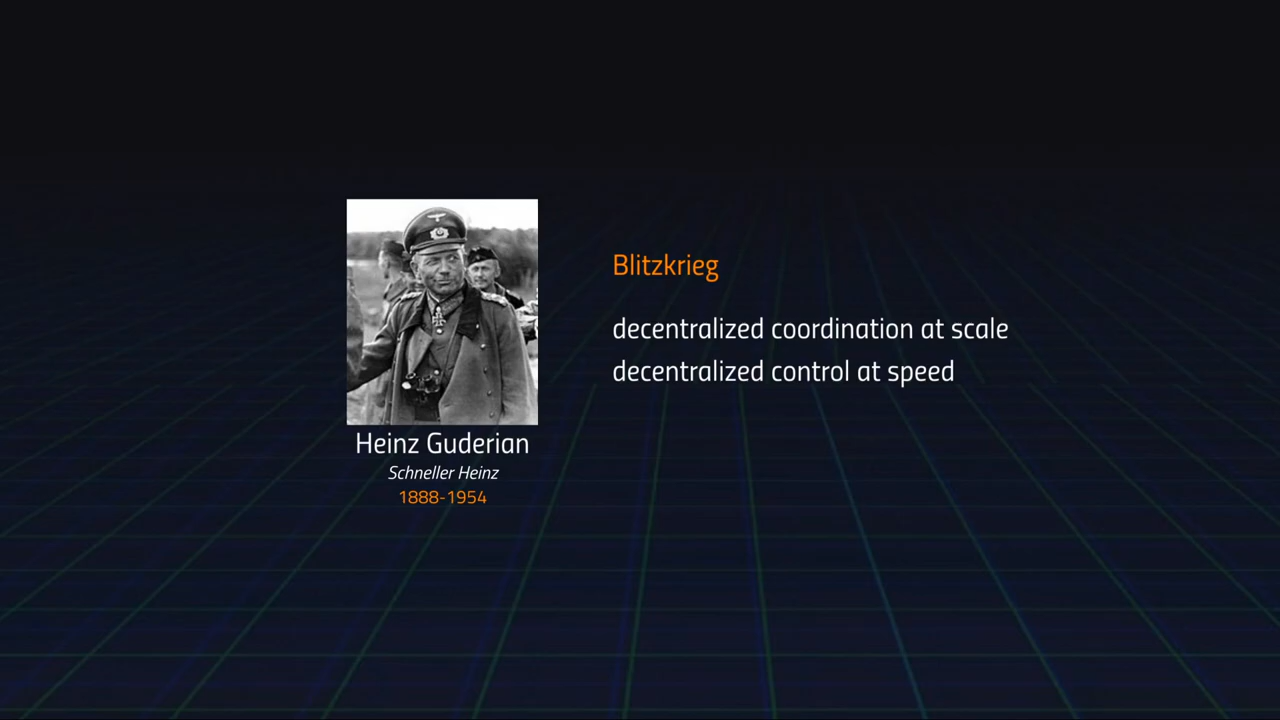 Blitzkrieg
decentralized coordination at scale
decentralized control at speed
Heinz Guderian
Schneller Heinz
1888-1954